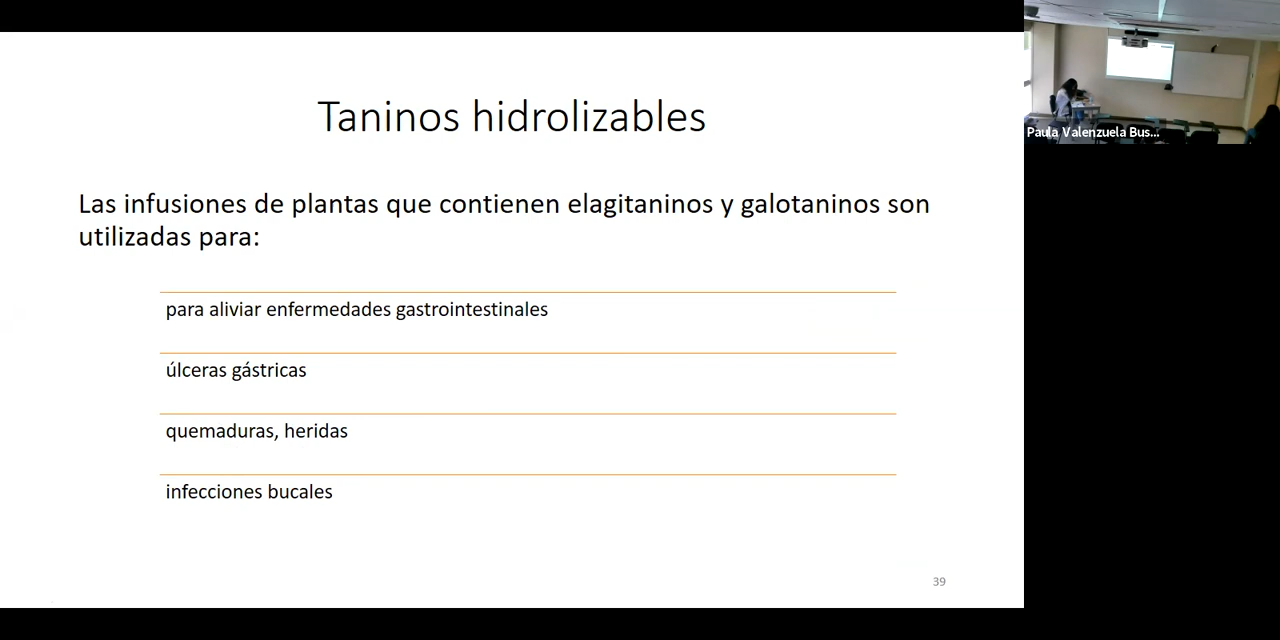 Taninos hidrolizables
Las infusiones de plantas que contienen elagitaninos y galotaninos son
utilizadas para:
para aliviar enfermedades gastrointestinales
úlceras gástricas
quemaduras, heridas
infecciones bucales
39
Paula Valenzuela Bus...